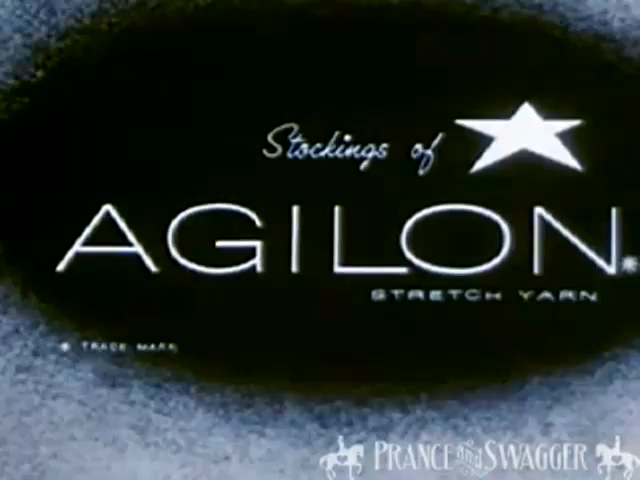 Stockings of
AGILON*
STRETCH YARN
* TRADE MARK
PRANCE and SWAGGER